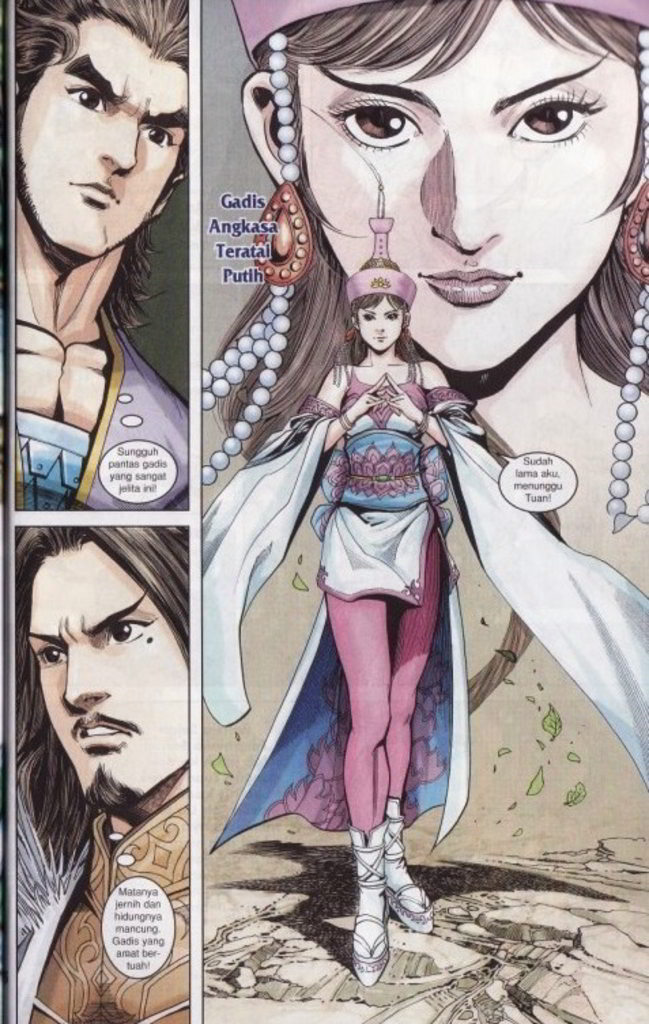 Sungguh
pantas gadis
yang sangat
jelita ini!
Gadis
Angkasa
Teratai
Putih
Sudah
lama aku,
menunggu
Tuan!
Matanya
jernih dan
hidungnya
mancung.
Gadis yang
amat ber-
tuah!